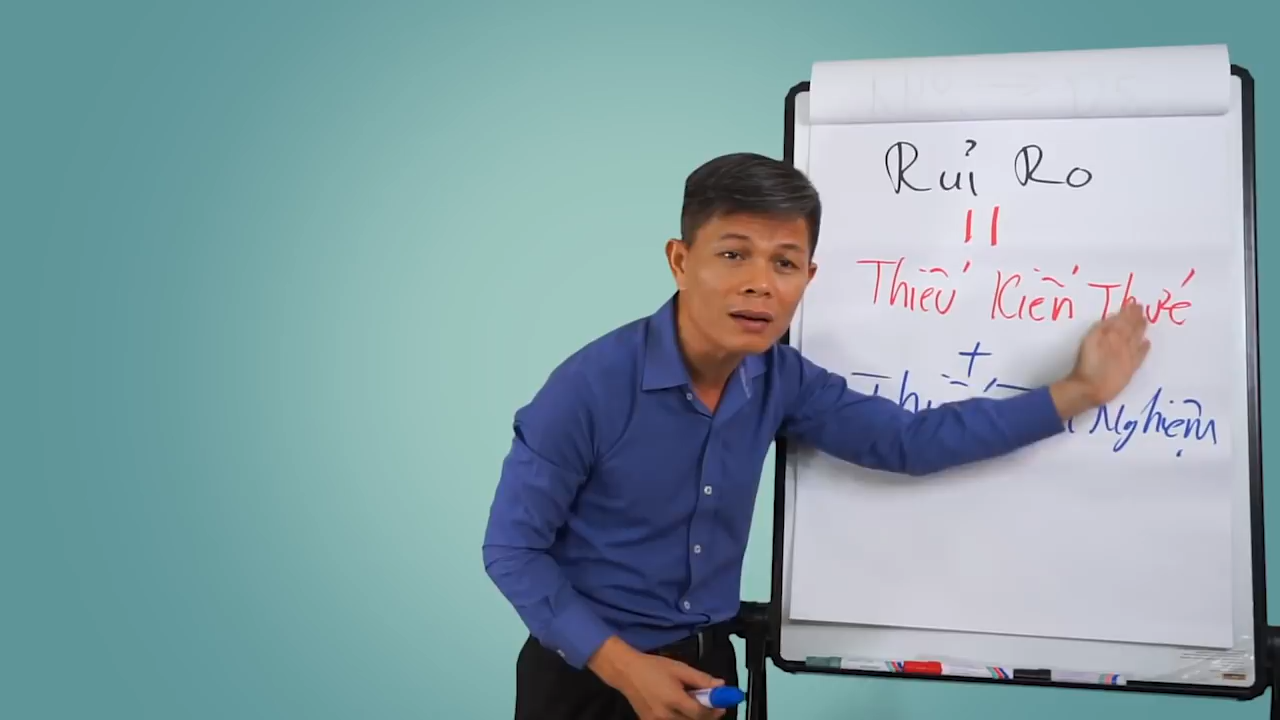 Rủi Ro
=
Thiếu Kiến Thức
+
Nghiệm